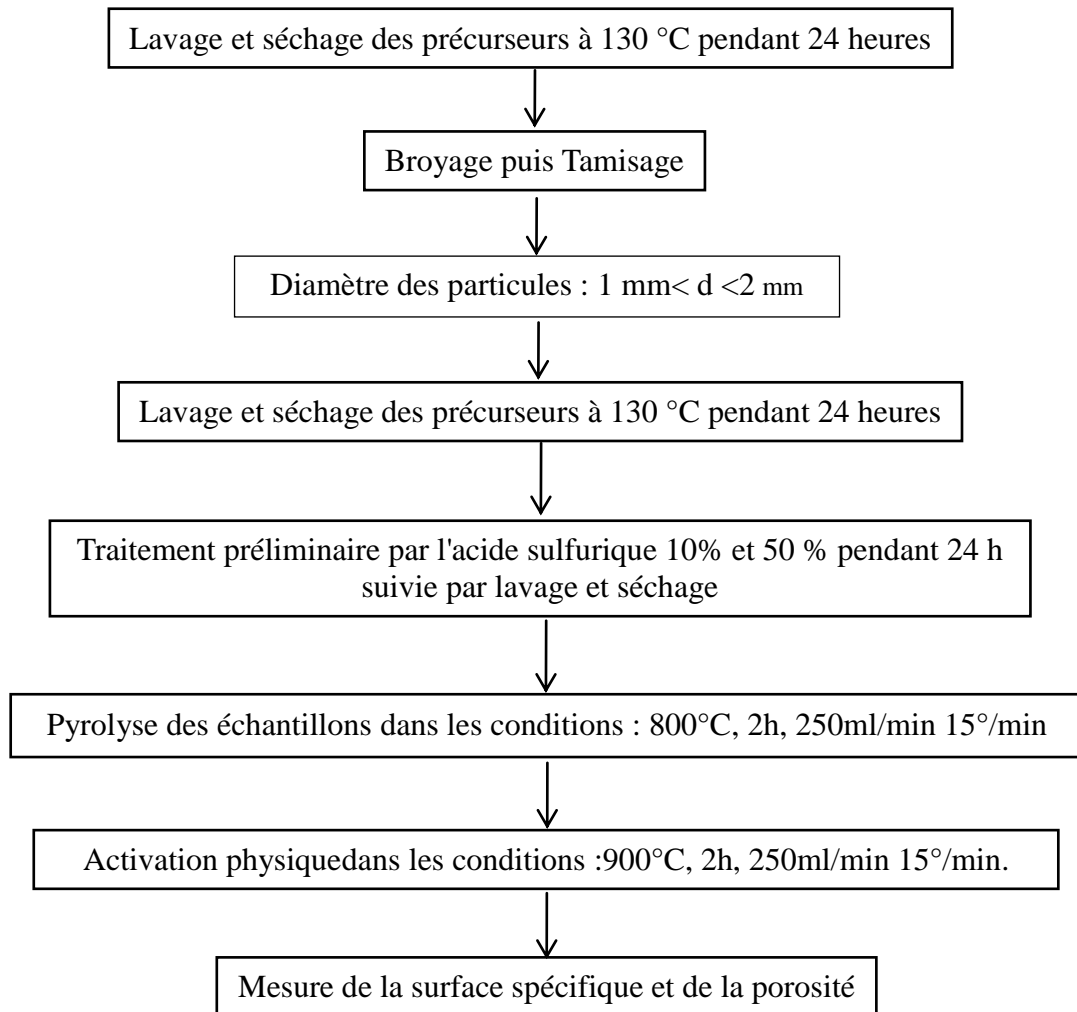 Lavage et séchage des précurseurs à 130 °C pendant 24 heures
Broyage puis Tamisage
Diamètre des particules : 1 mm< d <2 mm
Lavage et séchage des précurseurs à 130 °C pendant 24 heures
Traitement préliminaire par l'acide sulfurique 10% et 50 % pendant 24 h
suivie par lavage et séchage
Pyrolyse des échantillons dans les conditions : 800°C, 2h, 250ml/min 15°/min
Activation physiquedans les conditions :900°C, 2h, 250ml/min 15°/min.
Mesure de la surface spécifique et de la porosité